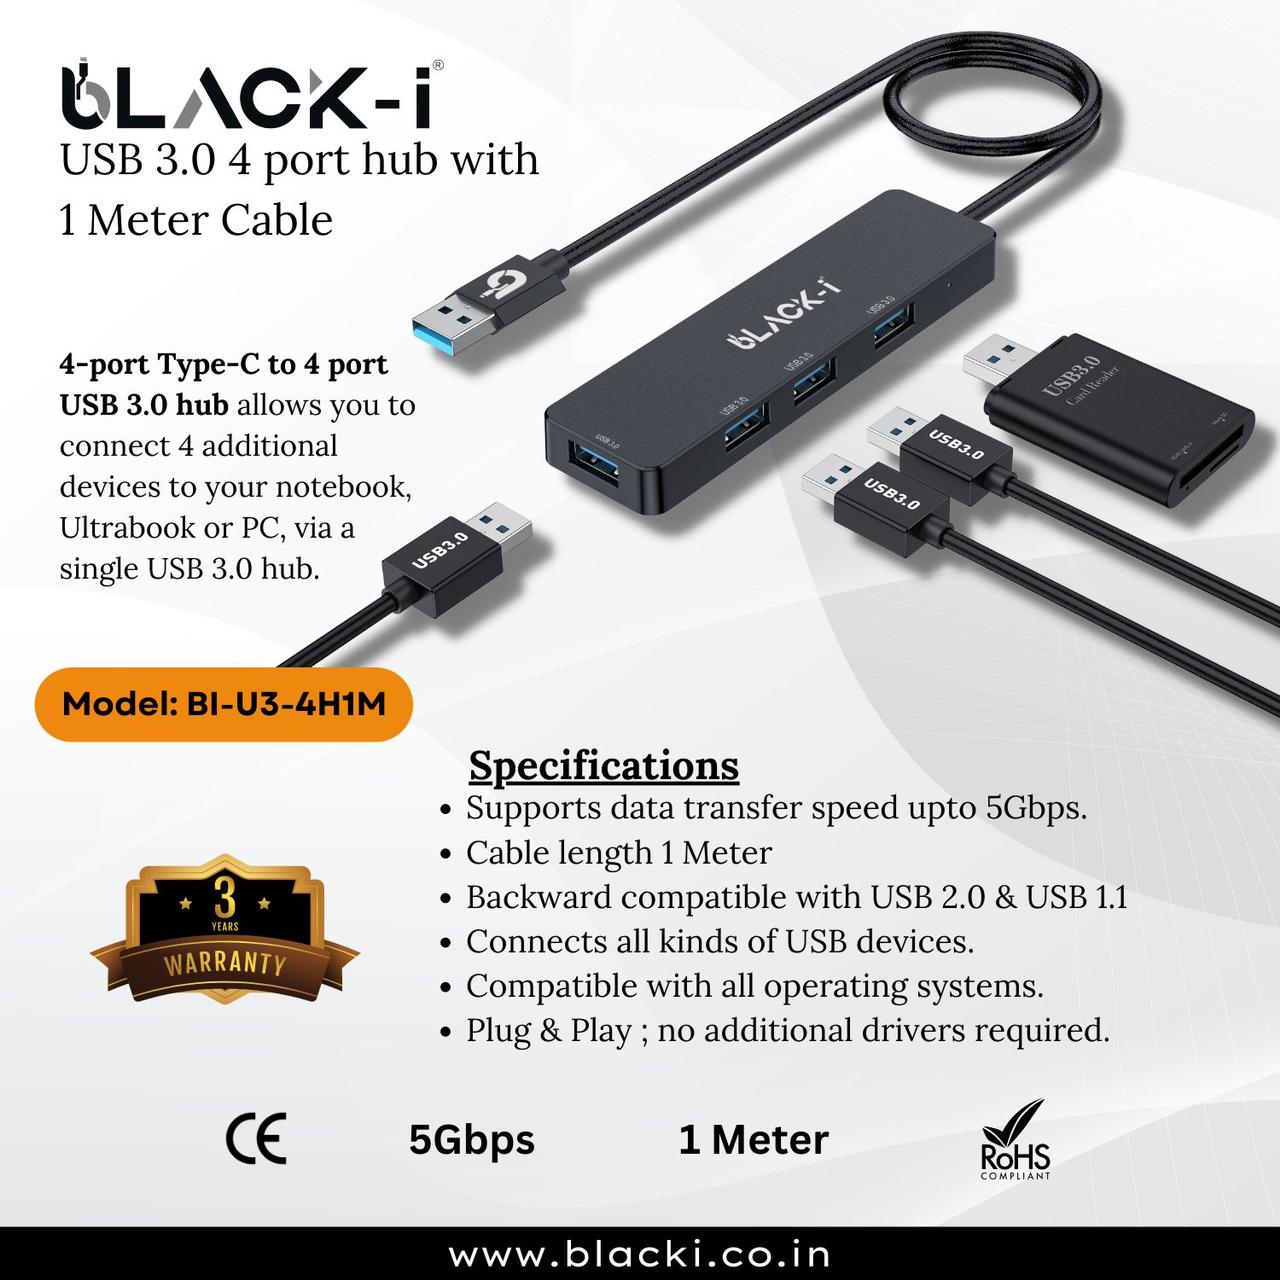 bLACK-i®
USB 3.0 4 port hub with
1 Meter Cable
bLACK-i®
USB 3.0
USB 3.0
USB 3.0
USB 3.0
USB3.0
Card Reader
USB3.0
USB3.0
USB3.0
4-port Type-C to 4 port
USB 3.0 hub allows you to
connect 4 additional
devices to your notebook,
Ultrabook or PC, via a
single USB 3.0 hub.
Model: BI-U3-4H1M
Specifications
• Supports data transfer speed upto 5Gbps.
• Cable length 1 Meter
• Backward compatible with USB 2.0 & USB 1.1
• Connects all kinds of USB devices.
• Compatible with all operating systems.
• Plug & Play ; no additional drivers required.
3
YEARS
WARRANTY
CE
5Gbps
1 Meter
RoHS
COMPLIANT
www.blacki.co.in